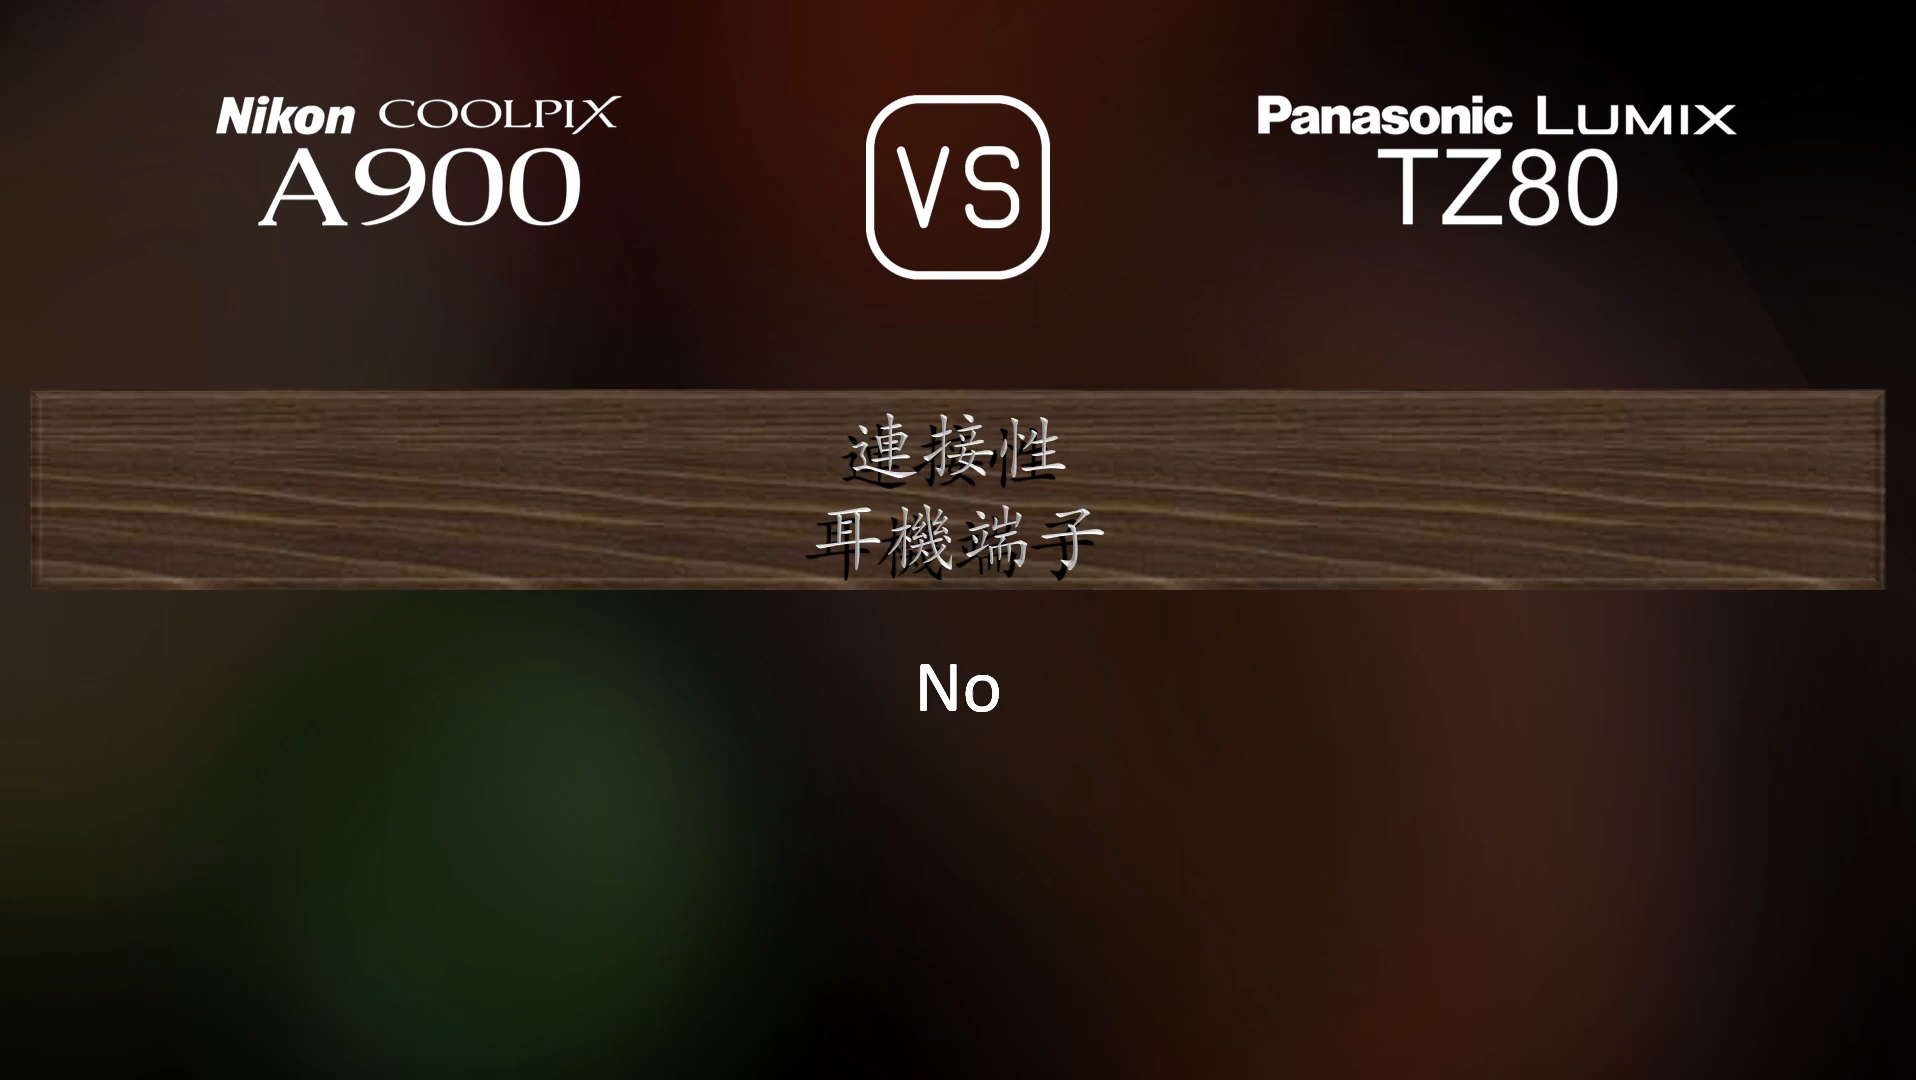 Nikon COOLPIX
A900
VS
Panasonic LUMIX
TZ80
連接性
耳機端子
No